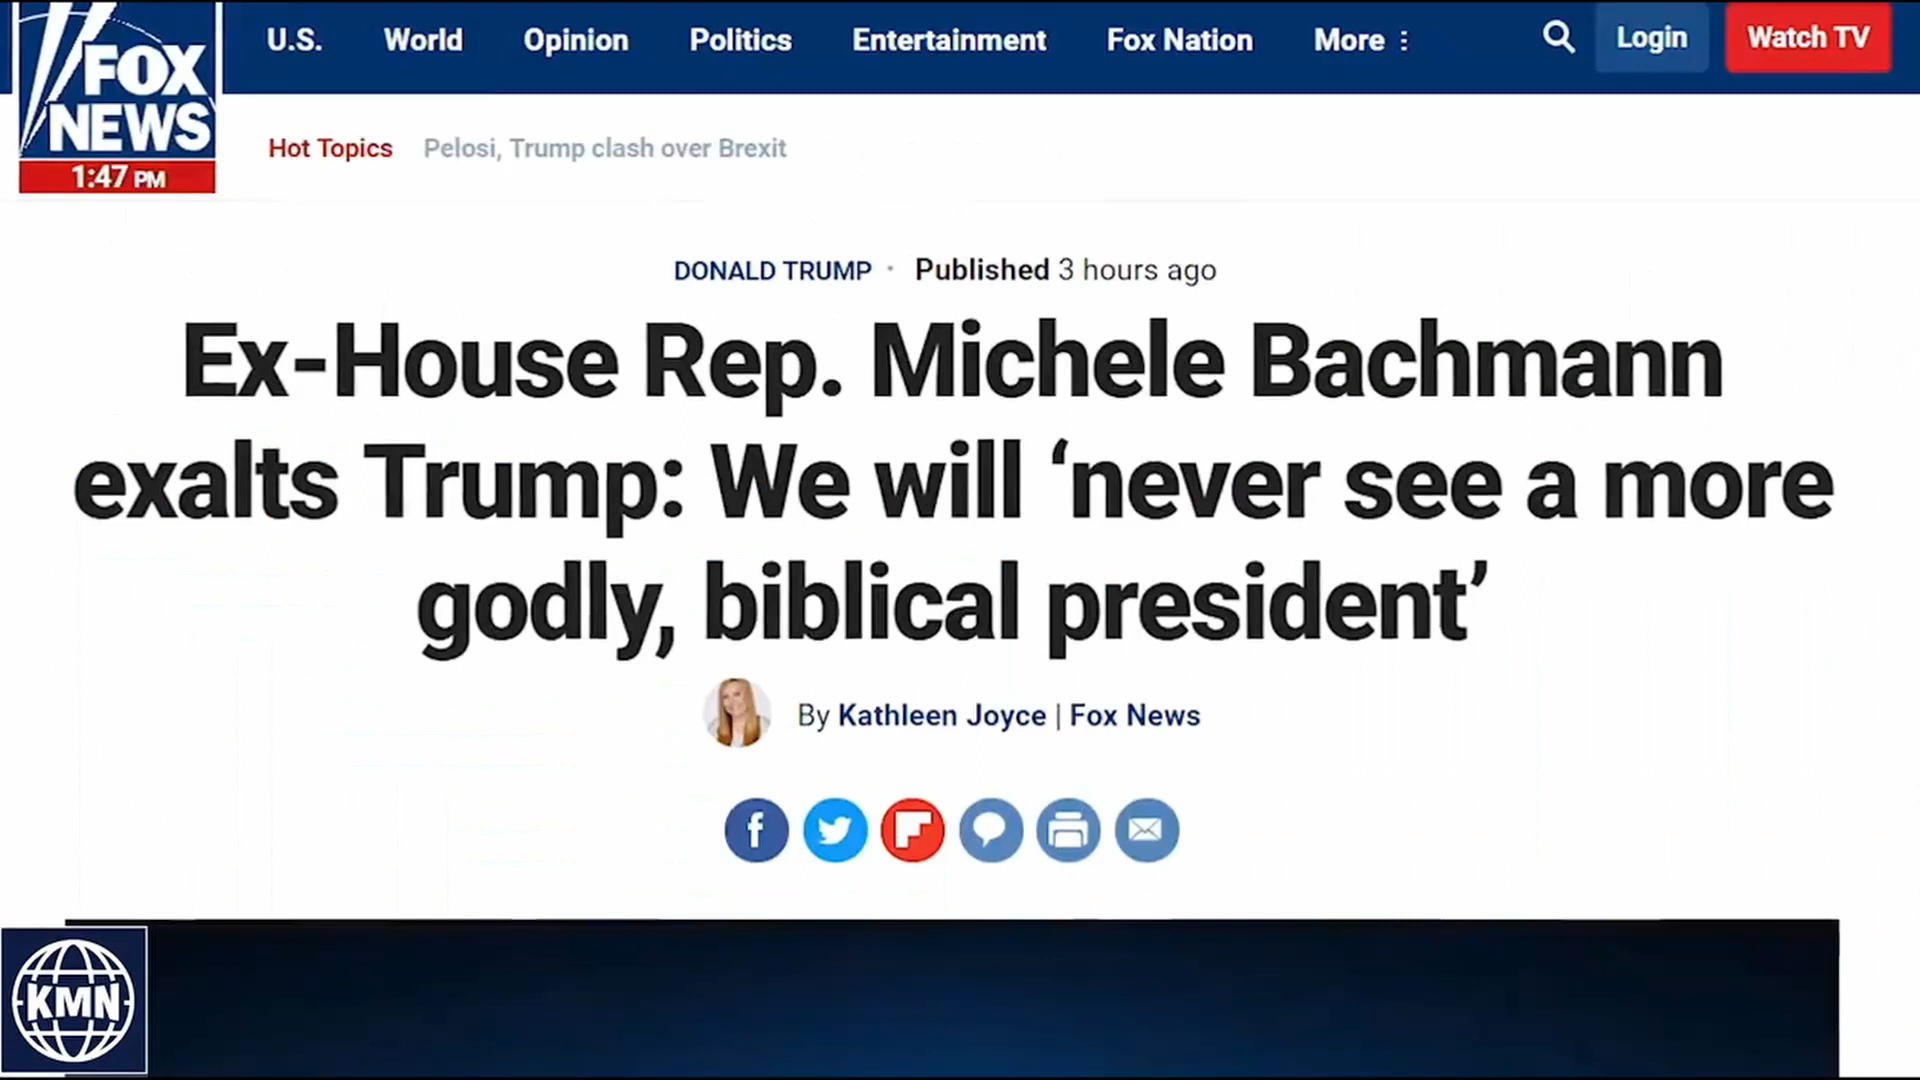 FOX
NEWS
1:47 PM
U.S. World Opinion Politics Entertainment Fox Nation More Login Watch TV
Hot Topics Pelosi, Trump clash over Brexit
DONALD TRUMP · Published 3 hours ago
Ex-House Rep. Michele Bachmann
exalts Trump: We will ‘never see a more
godly, biblical president’
By Kathleen Joyce | Fox News
KMN